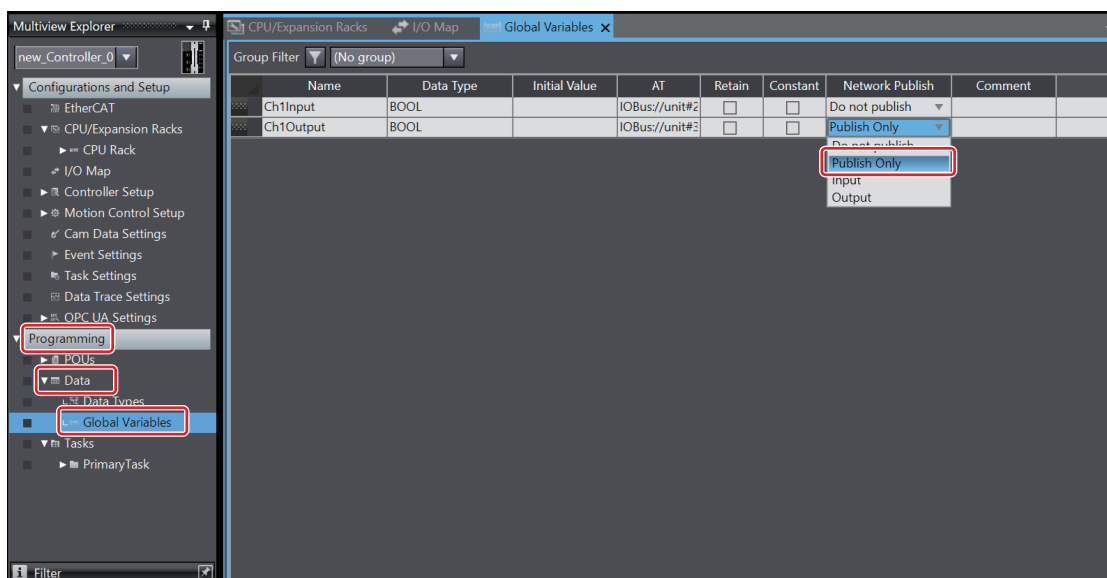 Multiview Explorer
new_Controller_0
Configurations and Setup
EtherCAT
CPU/Expansion Racks
CPU Rack
I/O Map
Controller Setup
Motion Control Setup
Cam Data Settings
Event Settings
Task Settings
Data Trace Settings
OPC UA Settings
Programming
POUs
Data
Data Types
Global Variables
Tasks
PrimaryTask
Filter
CPU/Expansion Racks I/O Map Global Variables X
Group Filter (No group)
Name Data Type Initial Value AT Retain Constant Network Publish Comment
Ch1Input BOOL IOBus://unit#2 Do not publish
Ch1Output BOOL IOBus://unit#3 Publish Only
Do not publish
Publish Only
Input
Output